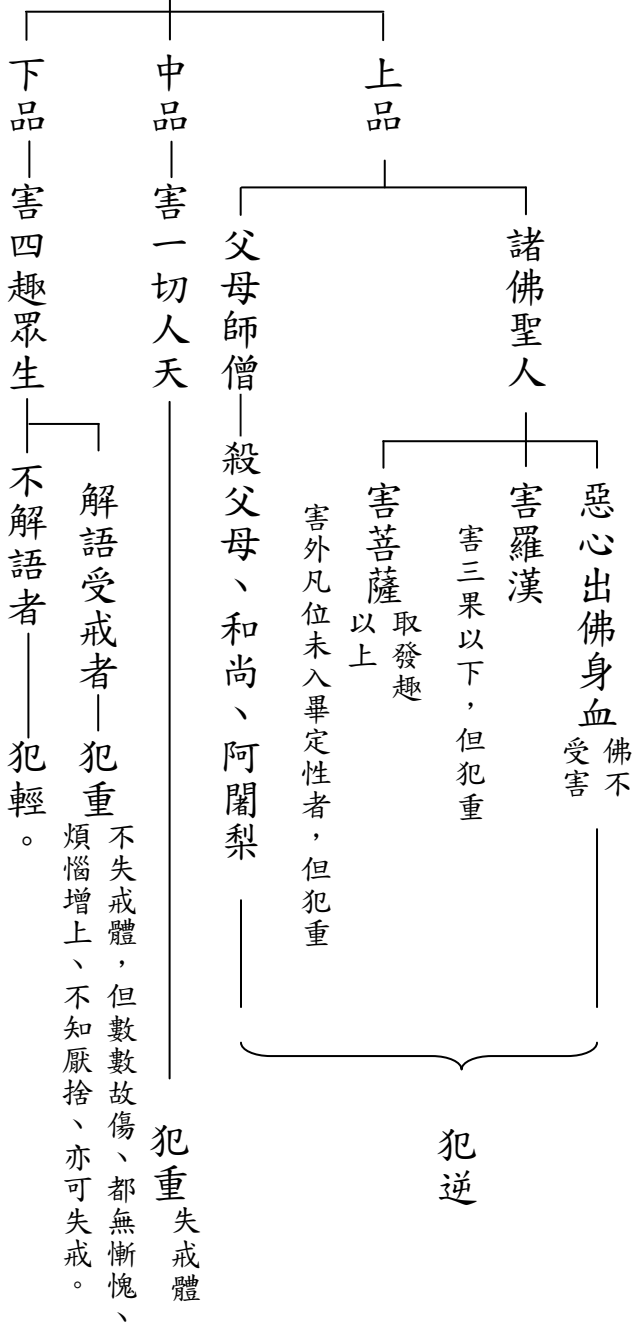 上品
諸佛聖人
惡心出佛身血
佛不
受害
害羅漢
害三果以下，但犯重
害菩薩
取發趣
以上
害外凡位未入畢定性者，但犯重
父母師僧
殺父母、和尚、阿闍梨
犯逆
中品
害一切人天
犯重
失戒體
下品
害四趣眾生
解語受戒者
犯重
不失戒體，但數數故傷、都無慚愧、
煩惱增上、不知厭捨、亦可失戒。
不解語者
犯輕。